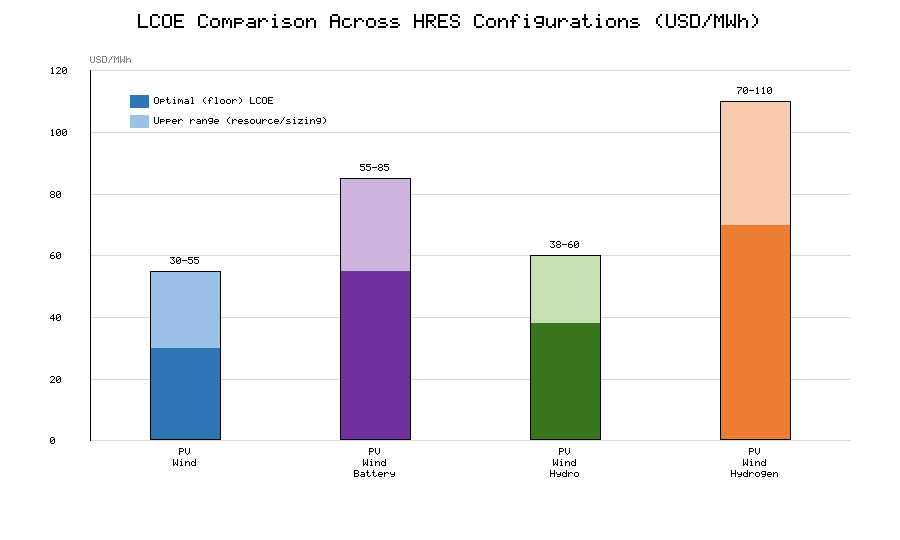 LCOE Comparison Across HRES Configurations (USD/MWh)
USD/MWh
120
100
80
60
40
20
0
Optimal (floor) LCOE
Upper range (resource/sizing)
30-55
55-85
38-60
70-110
PV
Wind
PV
Wind
Battery
PV
Wind
Hydro
PV
Wind
Hydrogen